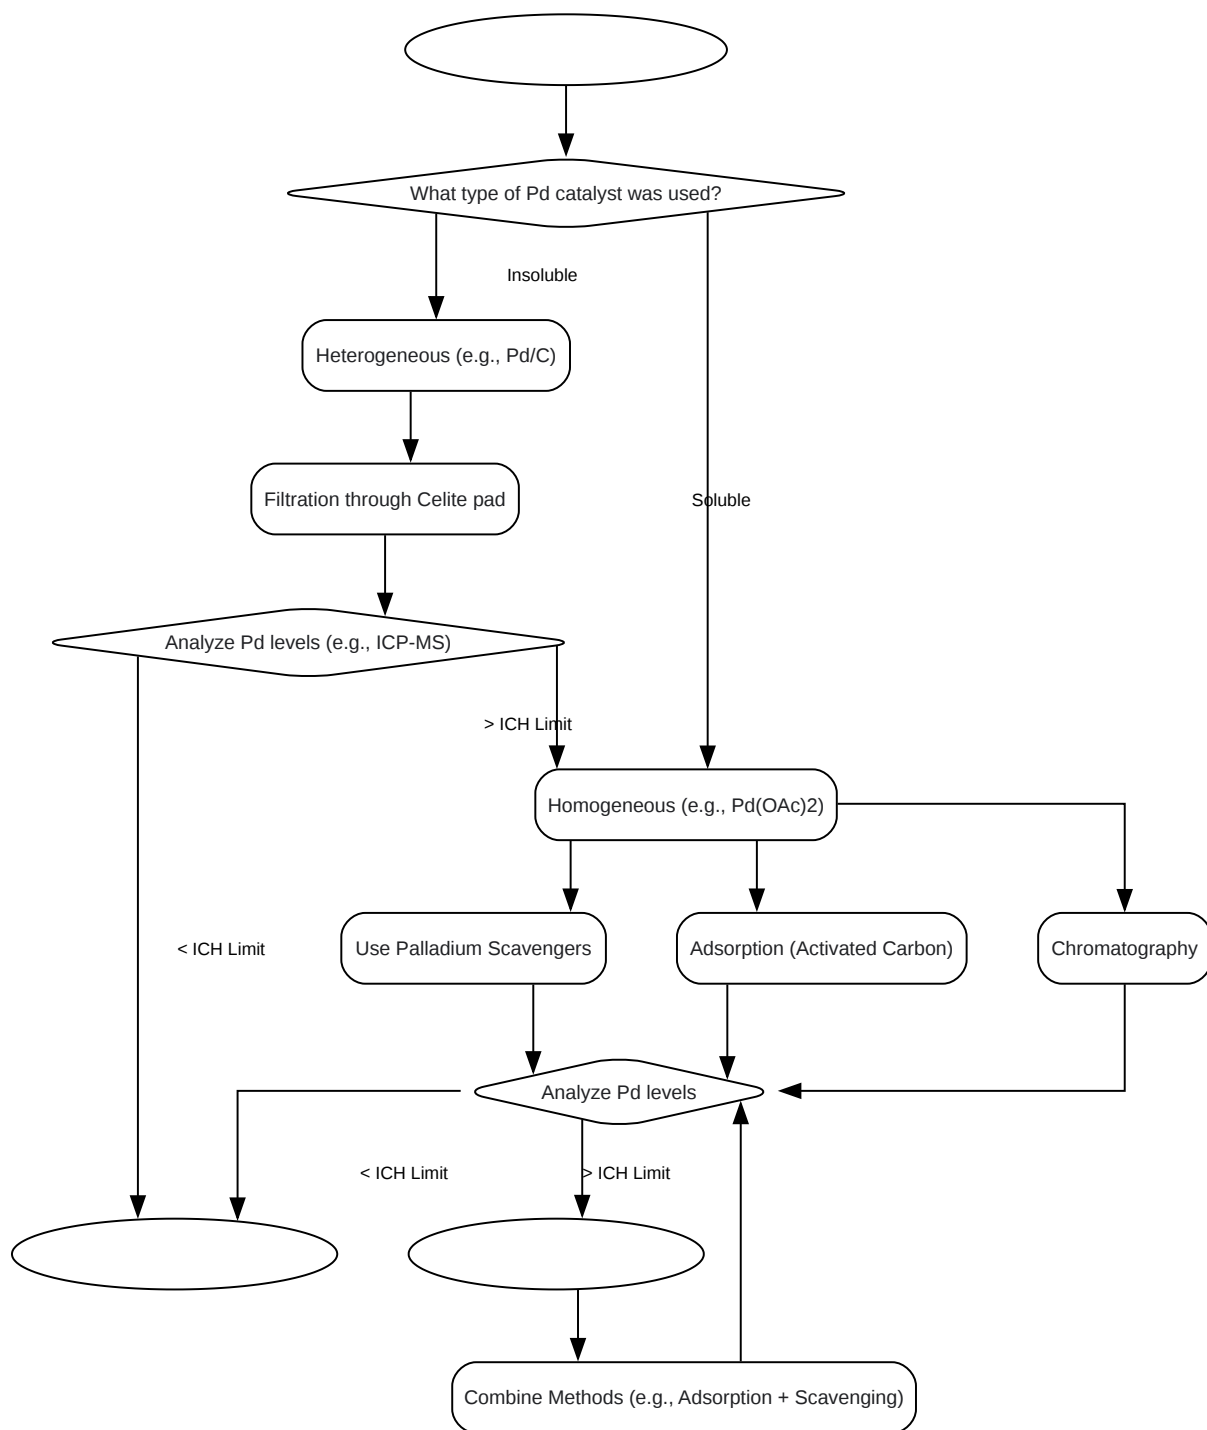 What type of Pd catalyst was used?
Insoluble
Heterogeneous (e.g., Pd/C)
Filtration through Celite pad
Soluble
Analyze Pd levels (e.g., ICP-MS)
> ICH Limit
Homogeneous (e.g., Pd(OAc)2)
< ICH Limit
Use Palladium Scavengers
Adsorption (Activated Carbon)
Chromatography
Analyze Pd levels
< ICH Limit
> ICH Limit
Combine Methods (e.g., Adsorption + Scavenging)